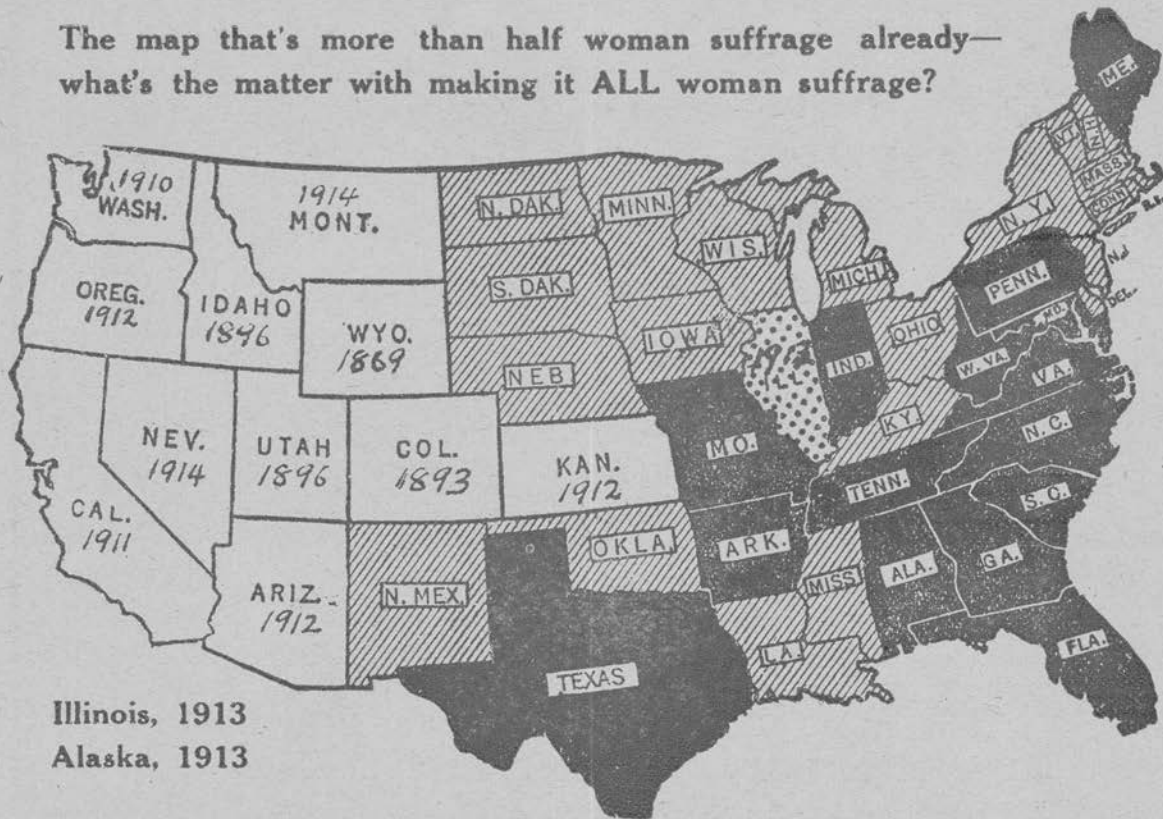 The map that's more than half woman suffrage already—
what's the matter with making it ALL woman suffrage?
1910
WASH.
1914
MONT.
N. DAK.
MINN.
ME.
VT.
N.H.
MASS.
CONN.
R.I.
N.Y.
OREG.
1912
IDAHO
1896
WYO.
1869
S. DAK.
WIS.
MICH.
PENN.
N.J.
DEL.
MD.
IOWA
NEB
ILL.
IND.
OHIO
W. VA.
VA.
NEV.
1914
UTAH
1896
COL.
1893
KAN.
1912
MO.
KY.
N.C.
TENN.
S.C.
CAL.
1911
ARIZ.
1912
N. MEX.
OKLA.
ARK.
MISS
ALA.
GA.
LA.
FLA.
TEXAS
Illinois, 1913
Alaska, 1913